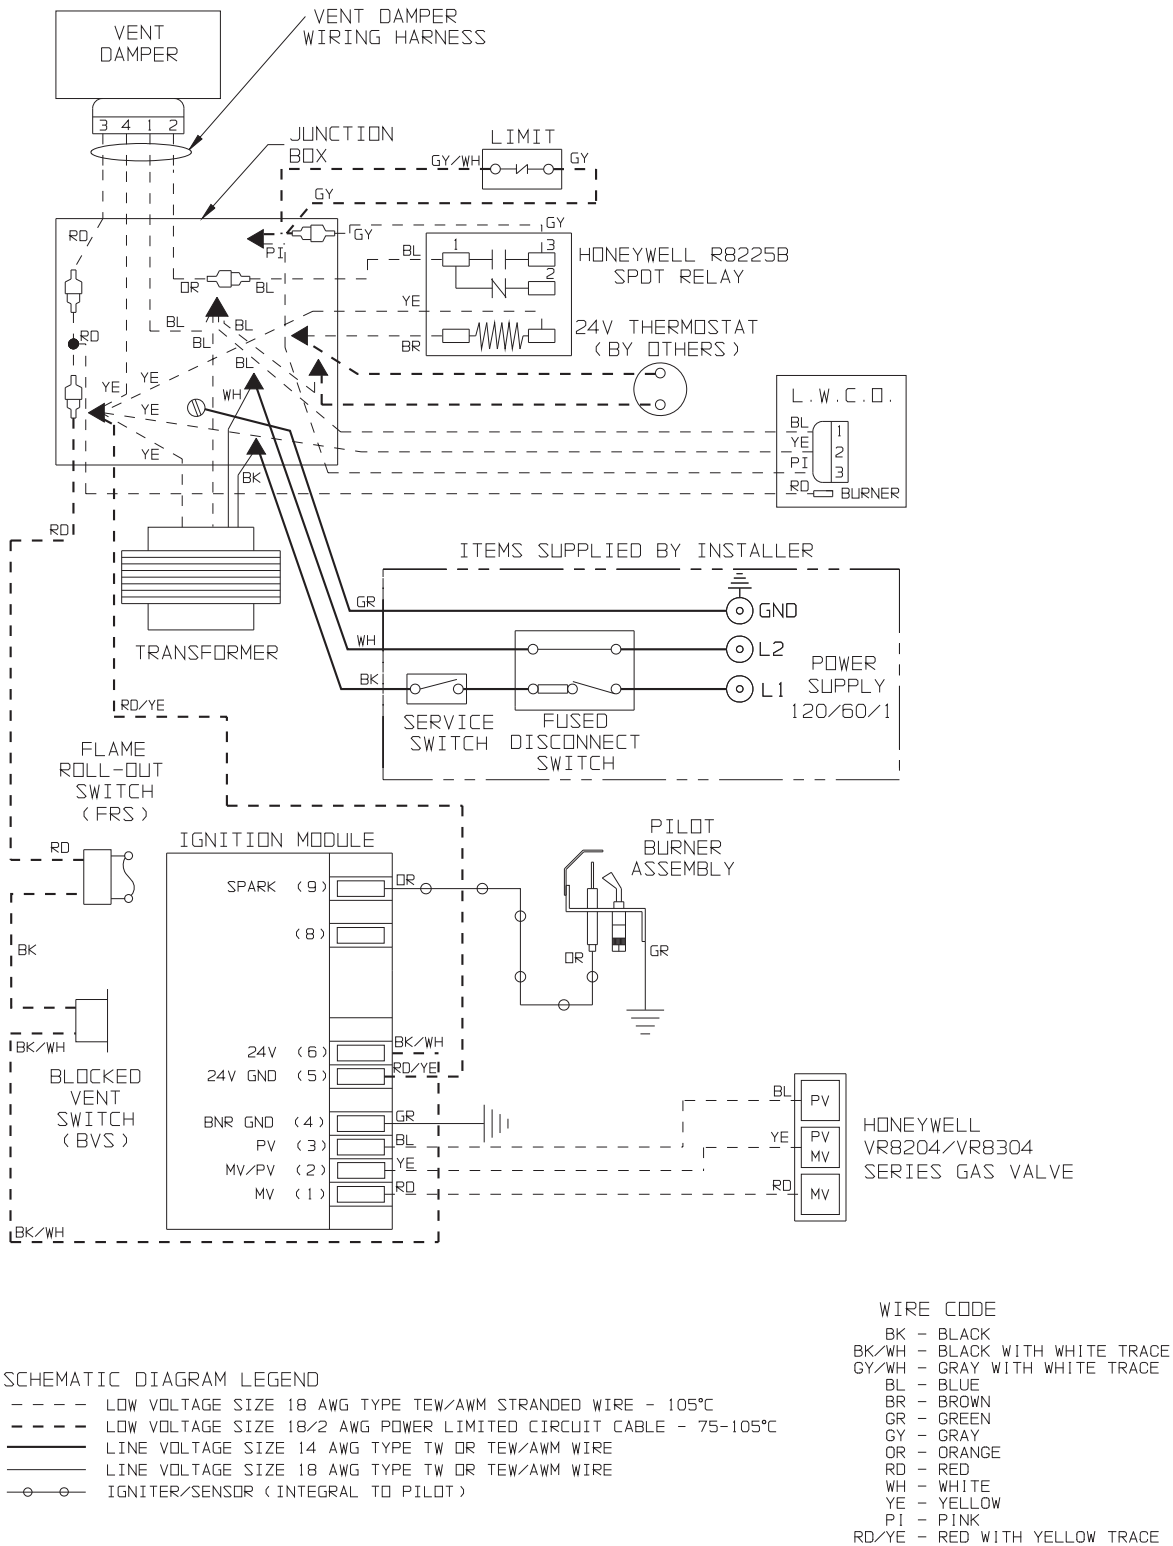 VENT
DAMPER
VENT DAMPER
WIRING HARNESS
3 4 1 2
JUNCTION
BOX
LIMIT
GY/WH
GY
GY
RD
PI
GY
GY
BL
1
3
2
HONEYWELL R8225B
SPDT RELAY
OR
BL
YE
BL
BL
BL
RD
BR
24V THERMOSTAT
(BY OTHERS)
BL
YE
YE
WH
YE
YE
BK
L.W.C.O.
BL
1
YE
2
PI
3
RD
BURNER
RD
ITEMS SUPPLIED BY INSTALLER
GR
GND
WH
L2
BK
L1
POWER
SUPPLY
120/60/1
TRANSFORMER
SERVICE
SWITCH
FUSED
DISCONNECT
SWITCH
RD/YE
FLAME
ROLL-OUT
SWITCH
(FRS)
RD
IGNITION MODULE
PILOT
BURNER
ASSEMBLY
SPARK (9)
OR
(8)
BK
OR
GR
BK/WH
24V (6)
BK/WH
24V GND (5)
RD/YE
BLOCKED
VENT
SWITCH
(BVS)
BNR GND (4)
GR
PV (3)
BL
MV/PV (2)
YE
MV (1)
RD
BL
PV
YE
PV
MV
RD
MV
HONEYWELL
VR8204/VR8304
SERIES GAS VALVE
BK/WH
WIRE CODE
BK - BLACK
BK/WH - BLACK WITH WHITE TRACE
GY/WH - GRAY WITH WHITE TRACE
BL - BLUE
BR - BROWN
GR - GREEN
GY - GRAY
OR - ORANGE
RD - RED
WH - WHITE
YE - YELLOW
PI - PINK
RD/YE - RED WITH YELLOW TRACE
SCHEMATIC DIAGRAM LEGEND
LOW VOLTAGE SIZE 18 AWG TYPE TEW/AWM STRANDED WIRE - 105°C
LOW VOLTAGE SIZE 18/2 AWG POWER LIMITED CIRCUIT CABLE - 75-105°C
LINE VOLTAGE SIZE 14 AWG TYPE TW OR TEW/AWM WIRE
LINE VOLTAGE SIZE 18 AWG TYPE TW OR TEW/AWM WIRE
IGNITER/SENSOR (INTEGRAL TO PILOT)